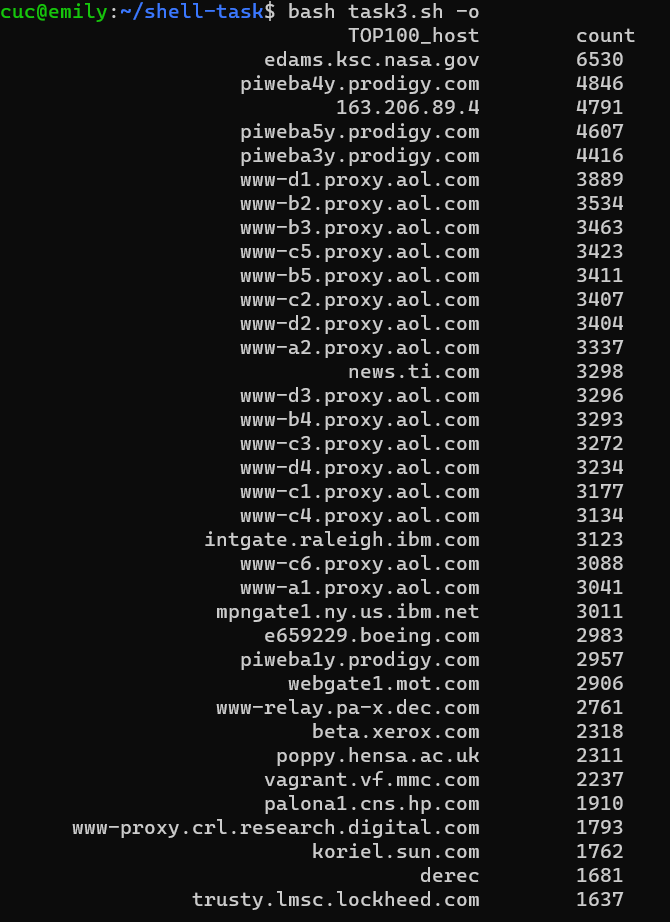 cuc@emily:~/shell-task$ bash task3.sh -o
TOP100_host count
edams.ksc.nasa.gov 6530
piweba4y.prodigy.com 4846
163.206.89.4 4791
piweba5y.prodigy.com 4607
piweba3y.prodigy.com 4416
www-d1.proxy.aol.com 3889
www-b2.proxy.aol.com 3534
www-b3.proxy.aol.com 3463
www-c5.proxy.aol.com 3423
www-b5.proxy.aol.com 3411
www-c2.proxy.aol.com 3407
www-d2.proxy.aol.com 3404
www-a2.proxy.aol.com 3337
news.ti.com 3298
www-d3.proxy.aol.com 3296
www-b4.proxy.aol.com 3293
www-c3.proxy.aol.com 3272
www-d4.proxy.aol.com 3234
www-c1.proxy.aol.com 3177
www-c4.proxy.aol.com 3134
intgate.raleigh.ibm.com 3123
www-c6.proxy.aol.com 3088
www-a1.proxy.aol.com 3041
mpngate1.ny.us.ibm.net 3011
e659229.boeing.com 2983
piweba1y.prodigy.com 2957
webgate1.mot.com 2906
www-relay.pa-x.dec.com 2761
beta.xerox.com 2318
poppy.hensa.ac.uk 2311
vagrant.vf.mmc.com 2237
palona1.cns.hp.com 1910
www-proxy.crl.research.digital.com 1793
koriel.sun.com 1762
derec 1681
trusty.lmsc.lockheed.com 1637